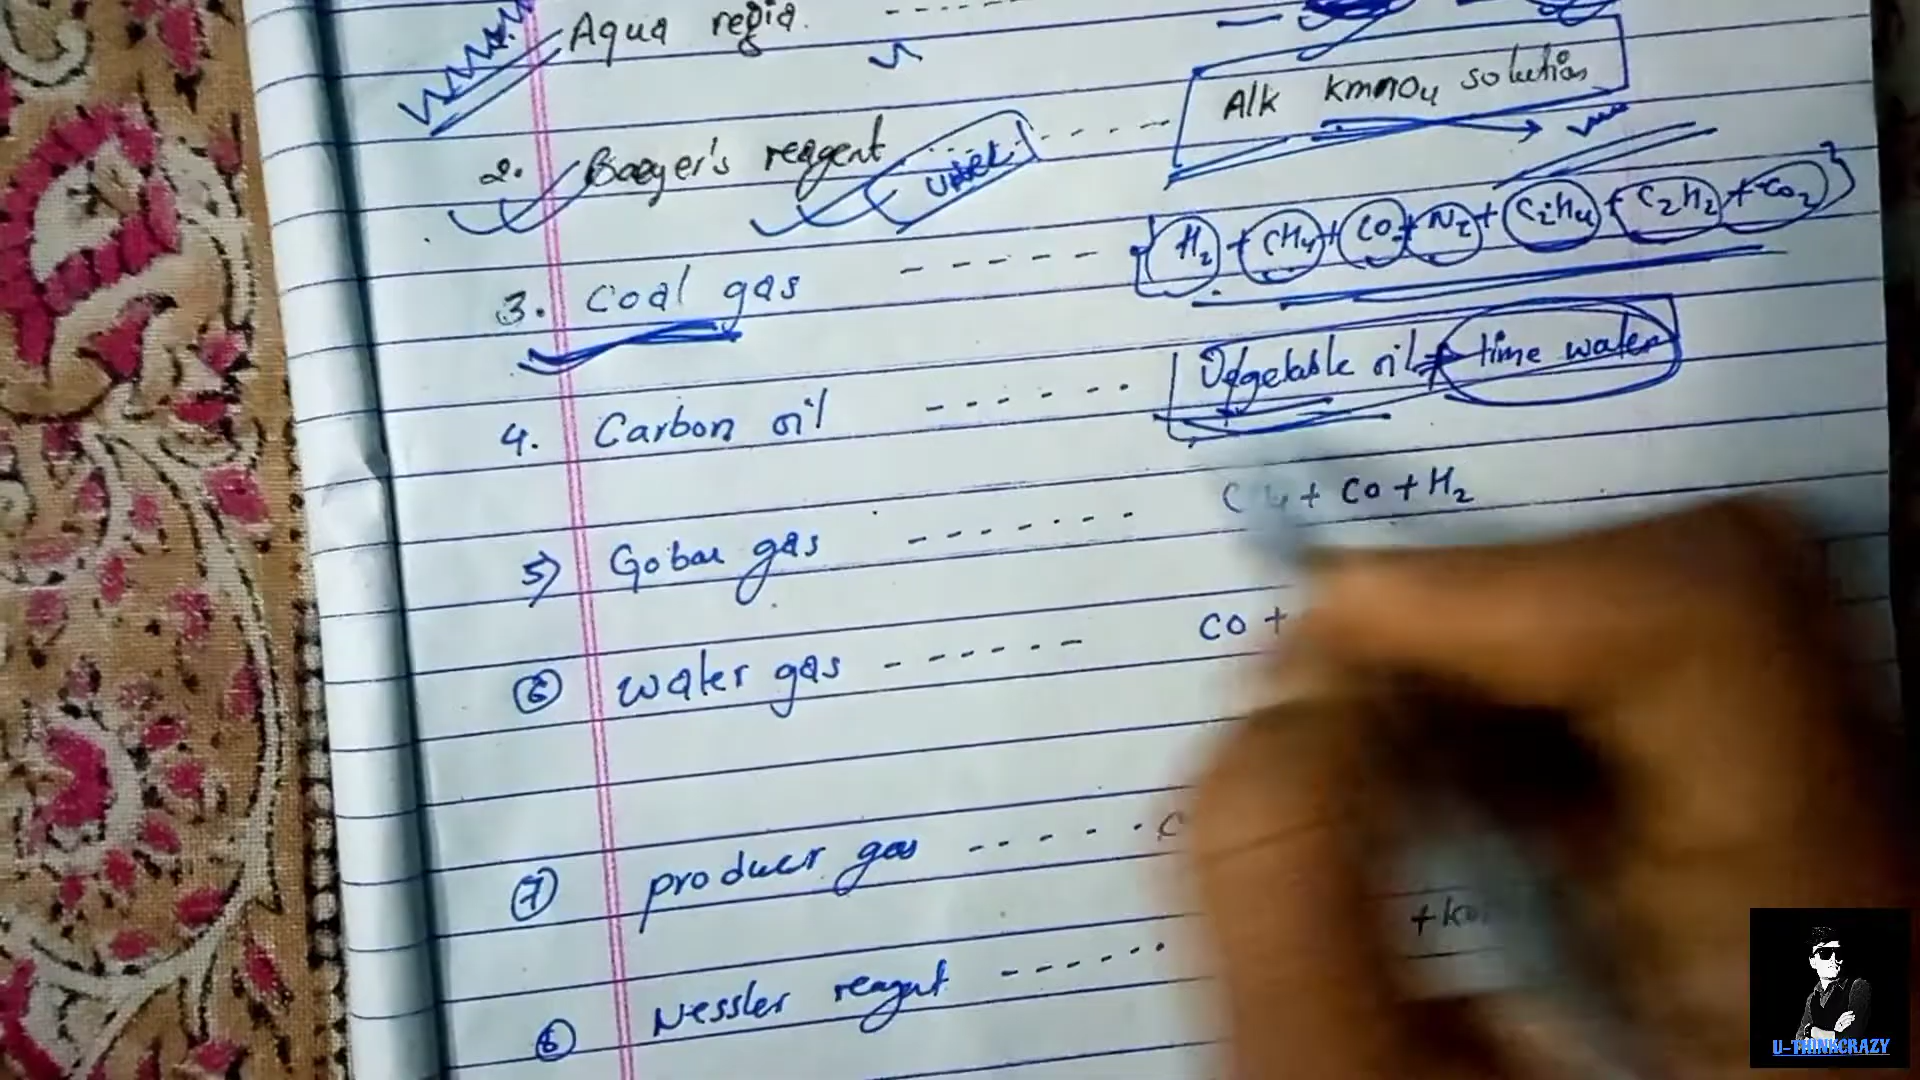 Aqua regia -----
Alk KMnO4 solution
2. Baeyer's reagent -----
3. Coal gas ----- { H2 + CH4 + CO + N2 + C2H4 + C2H2 + CO2 }
4. Carbon oil ----- Vegetable oil + lime water
5) Gobar gas ------ + CO + H2
6 water gas ------ CO +
7 producer gas -----
8 Nessler reagent ------
U-THINKCRAZY